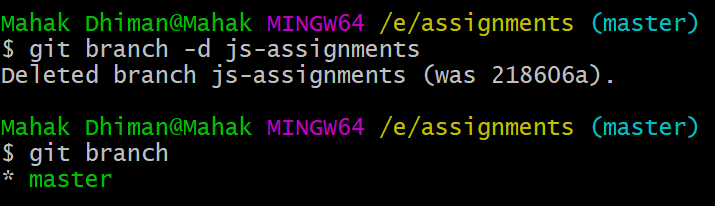 Mahak Dhiman@Mahak MINGW64 /e/assignments (master)
$ git branch -d js-assignments
Deleted branch js-assignments (was 218606a).
Mahak Dhiman@Mahak MINGW64 /e/assignments (master)
$ git branch
* master